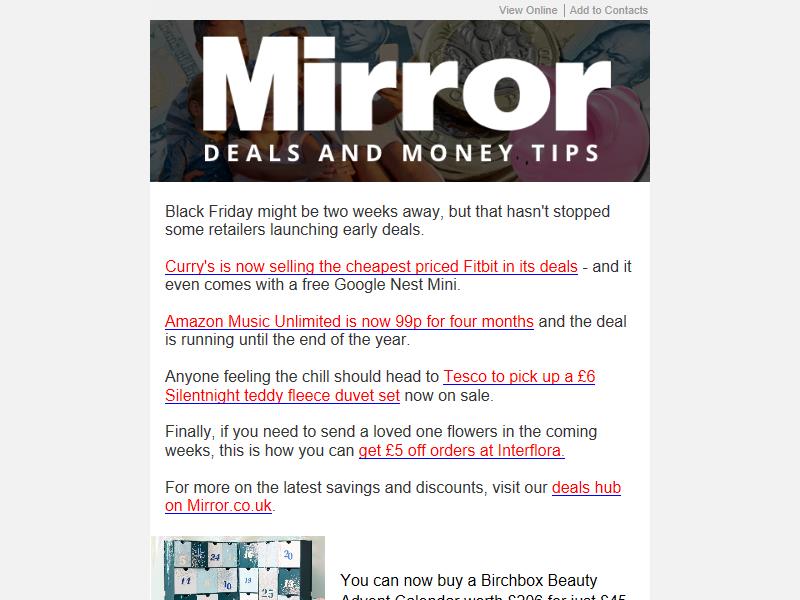 View Online | Add to Contacts
Mirror
DEALS AND MONEY TIPS
Black Friday might be two weeks away, but that hasn't stopped
some retailers launching early deals.
Curry's is now selling the cheapest priced Fitbit in its deals - and it
even comes with a free Google Nest Mini.
Amazon Music Unlimited is now 99p for four months and the deal
is running until the end of the year.
Anyone feeling the chill should head to Tesco to pick up a £6
Silentnight teddy fleece duvet set now on sale.
Finally, if you need to send a loved one flowers in the coming
weeks, this is how you can get £5 off orders at Interflora.
For more on the latest savings and discounts, visit our deals hub
on Mirror.co.uk.
24
20
You can now buy a Birchbox Beauty
11
10
19
25
Advent Calendar worth £206 for just £45